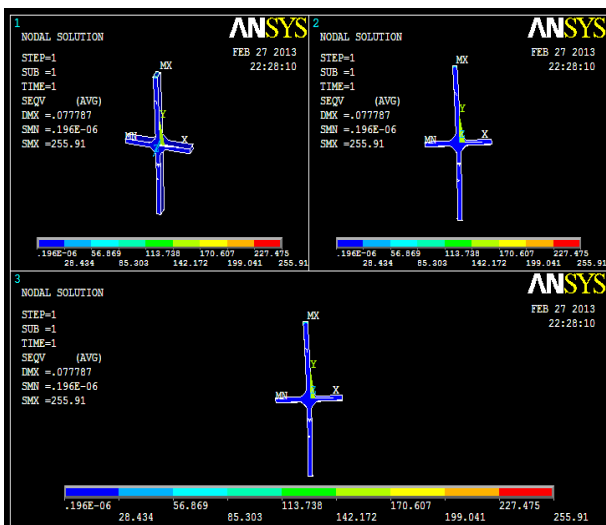 1
ANSYS
NODAL SOLUTION
FEB 27 2013
22:28:10
STEP=1
SUB =1
TIME=1
SEQV (AVG)
DMX =.077787
SMN =.196E-06
SMX =255.91
MX
Y
MN
X
.196E-06 56.869 113.738 170.607 227.475
28.434 85.303 142.172 199.041 255.91
2
ANSYS
NODAL SOLUTION
FEB 27 2013
22:28:10
STEP=1
SUB =1
TIME=1
SEQV (AVG)
DMX =.077787
SMN =.196E-06
SMX =255.91
MX
Y
MN
X
.196E-06 56.869 113.738 170.607 227.475
28.434 85.303 142.172 199.041 255.91
3
ANSYS
NODAL SOLUTION
FEB 27 2013
22:28:10
STEP=1
SUB =1
TIME=1
SEQV (AVG)
DMX =.077787
SMN =.196E-06
SMX =255.91
MX
Y
MN
X
.196E-06 56.869 113.738 170.607 227.475
28.434 85.303 142.172 199.041 255.91